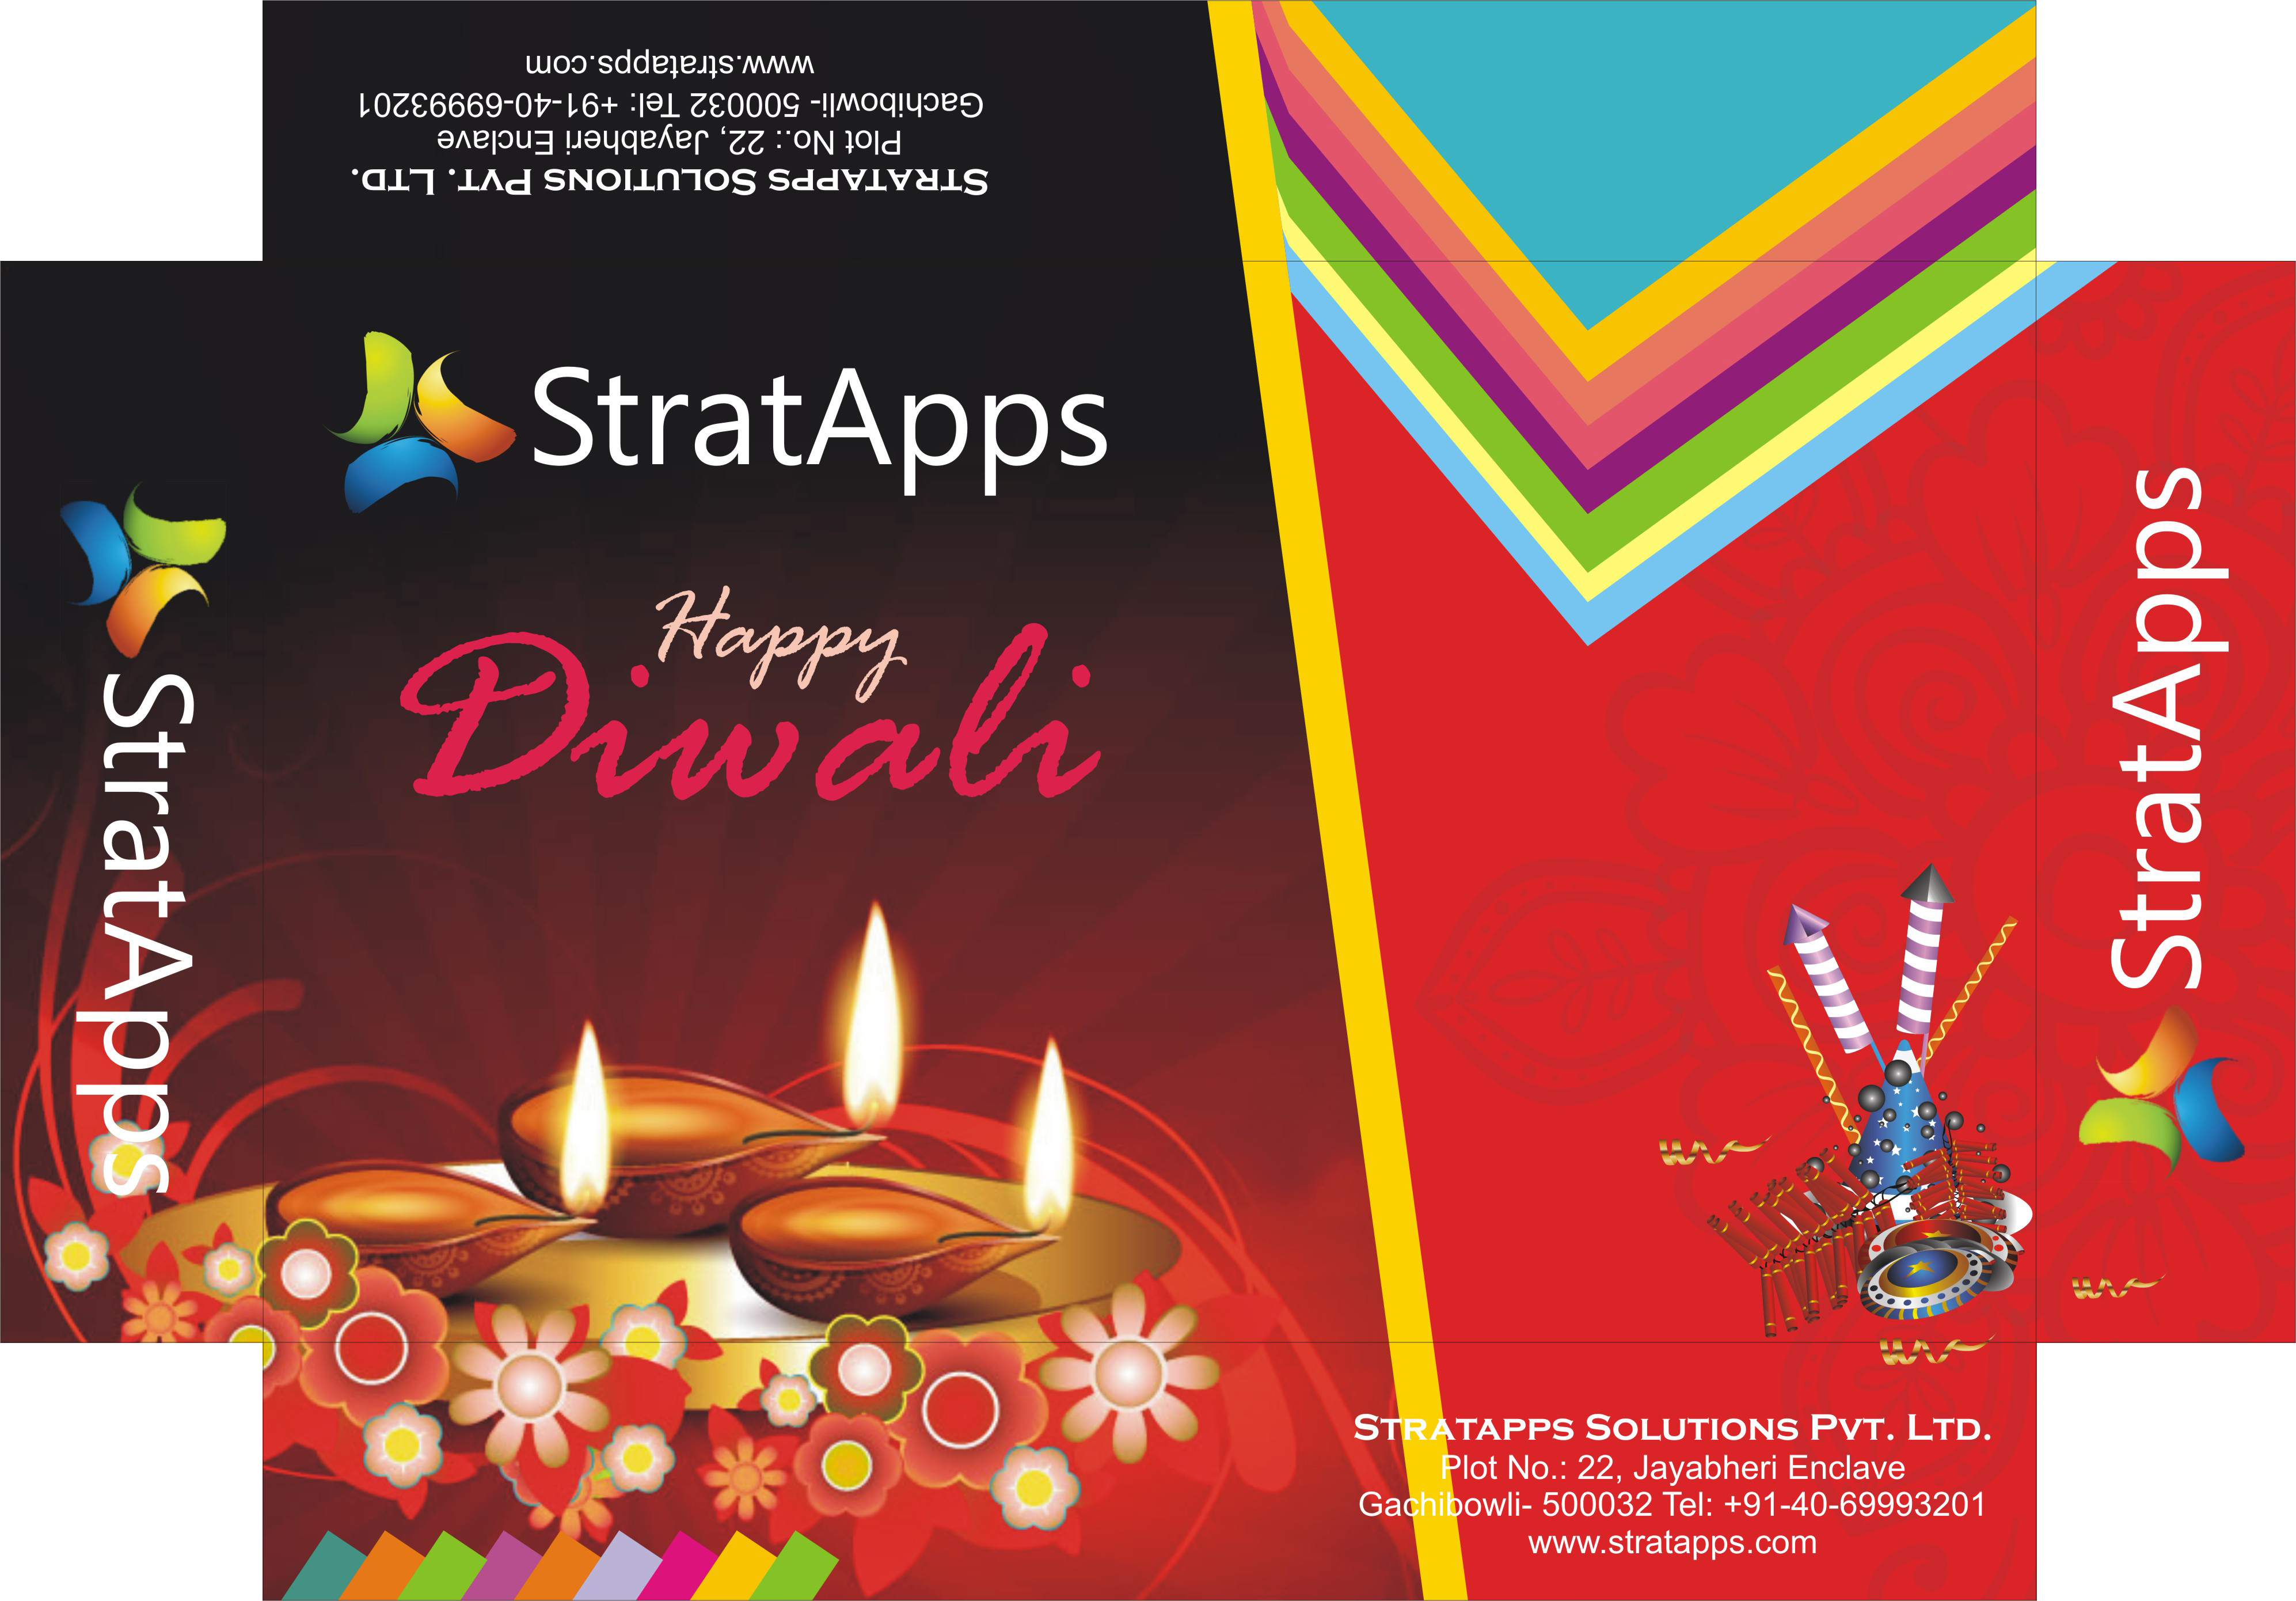 STRATAPPS SOLUTIONS PVT. LTD.
Plot No.: 22, Jayabheri Enclave
Gachibowli- 500032 Tel: +91-40-69993201
www.stratapps.com
StratApps
Happy
Diwali
StratApps
StratApps
STRATAPPS SOLUTIONS PVT. LTD.
Plot No.: 22, Jayabheri Enclave
Gachibowli- 500032 Tel: +91-40-69993201
www.stratapps.com